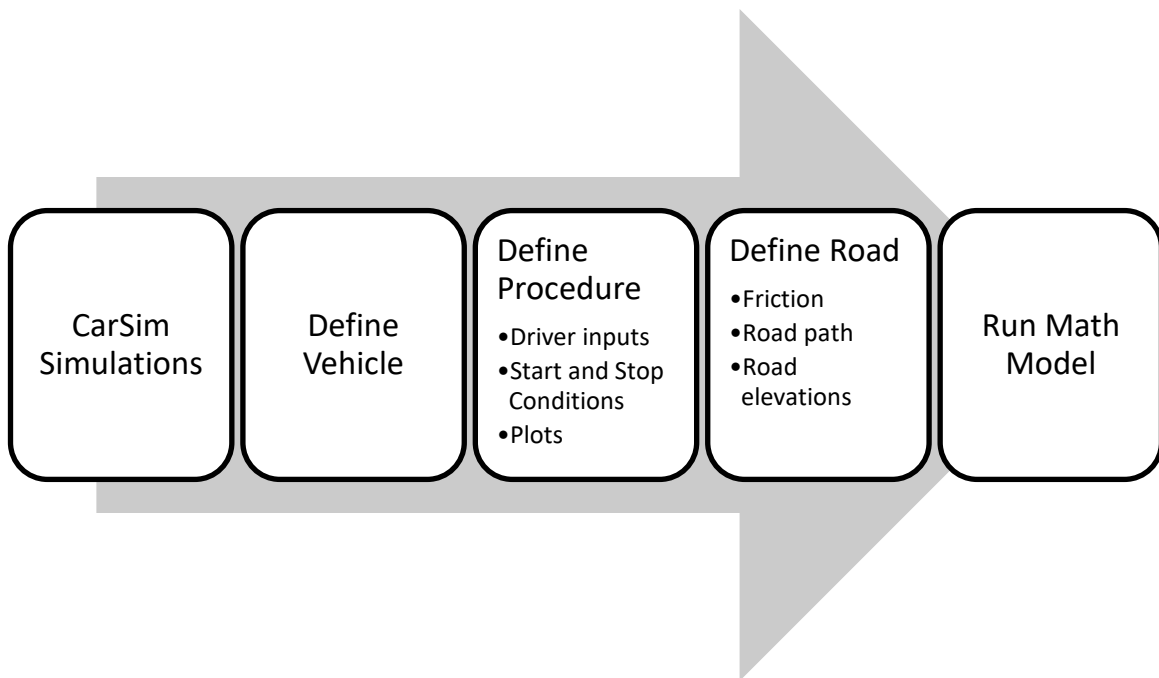 CarSim
Simulations
Define
Vehicle
Define
Procedure
•Driver inputs
•Start and Stop
Conditions
•Plots
Define Road
•Friction
•Road path
•Road
elevations
Run Math
Model